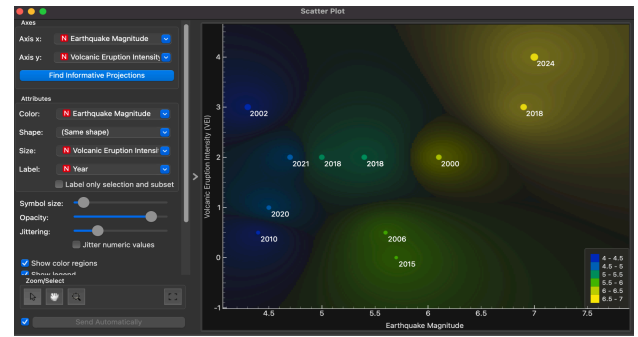 Scatter Plot
Axes
Axis x: N Earthquake Magnitude
Axis y: N Volcanic Eruption Intensity
Find Informative Projections
Attributes
Color: N Earthquake Magnitude
Shape: (Same shape)
Size: N Volcanic Eruption Intensit
Label: N Year
Label only selection and subset
Symbol size:
Opacity:
Jittering:
Jitter numeric values
Show color regions
Show legend
Zoom/Select
Send Automatically
>
Volcanic Eruption Intensity (VEI)
4
3
2
1
0
-1
2024
2018
2002
2021
2018
2018
2000
2020
2010
2006
2015
4 - 4.5
4.5 - 5
5 - 5.5
5.5 - 6
6 - 6.5
6.5 - 7
4.5
5
5.5
6
6.5
7
7.5
Earthquake Magnitude